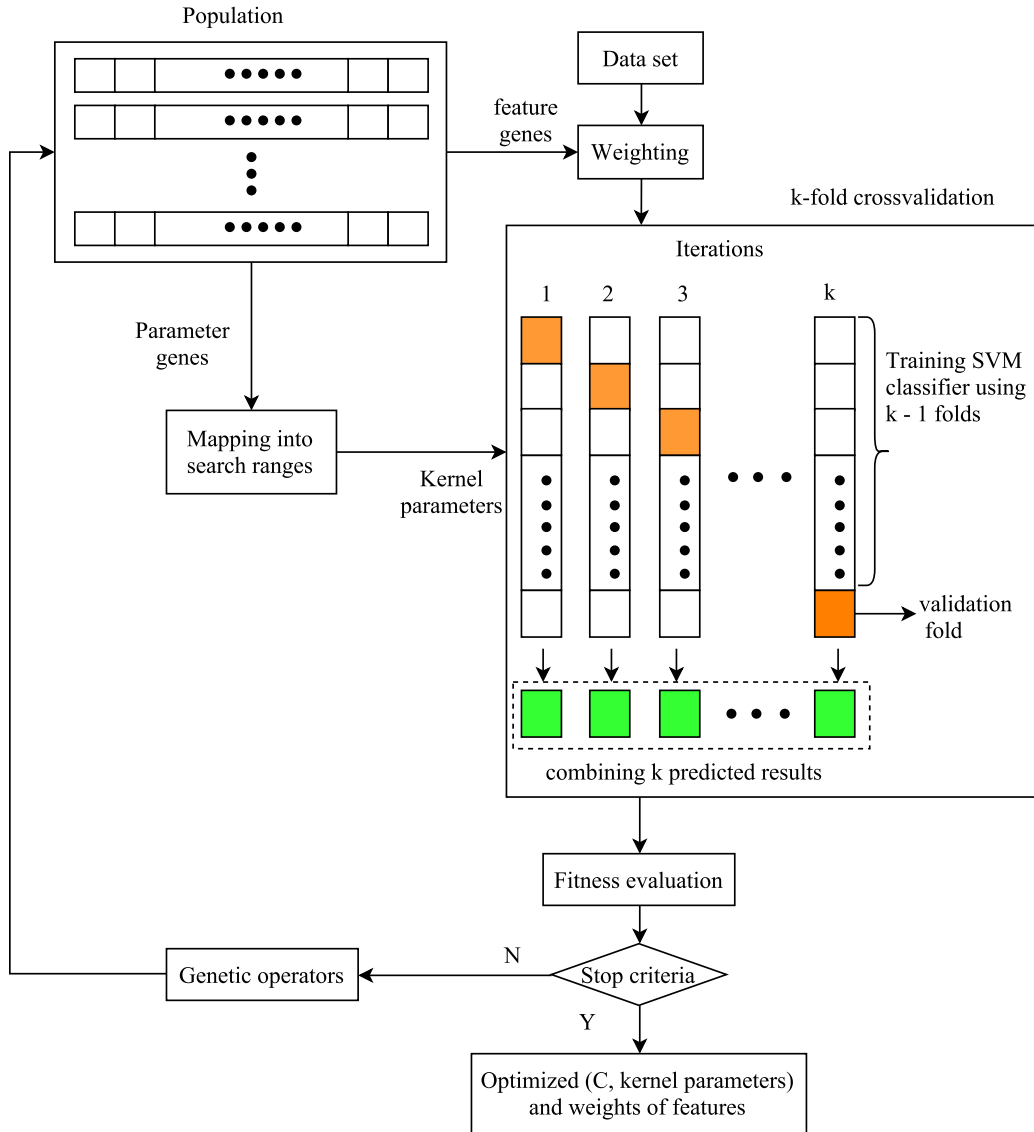 Population
Data set
feature
genes
Weighting
k-fold crossvalidation
Iterations
1 2 3 k
Parameter
genes
Training SVM
classifier using
k - 1 folds
Mapping into
search ranges
Kernel
parameters
validation
fold
combining k predicted results
Fitness evaluation
Stop criteria
N
Genetic operators
Y
Optimized (C, kernel parameters)
and weights of features